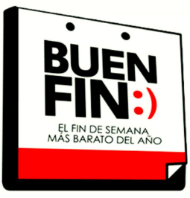 BUEN
FIN:)
EL FIN DE SEMANA
MÁS BARATO DEL AÑO